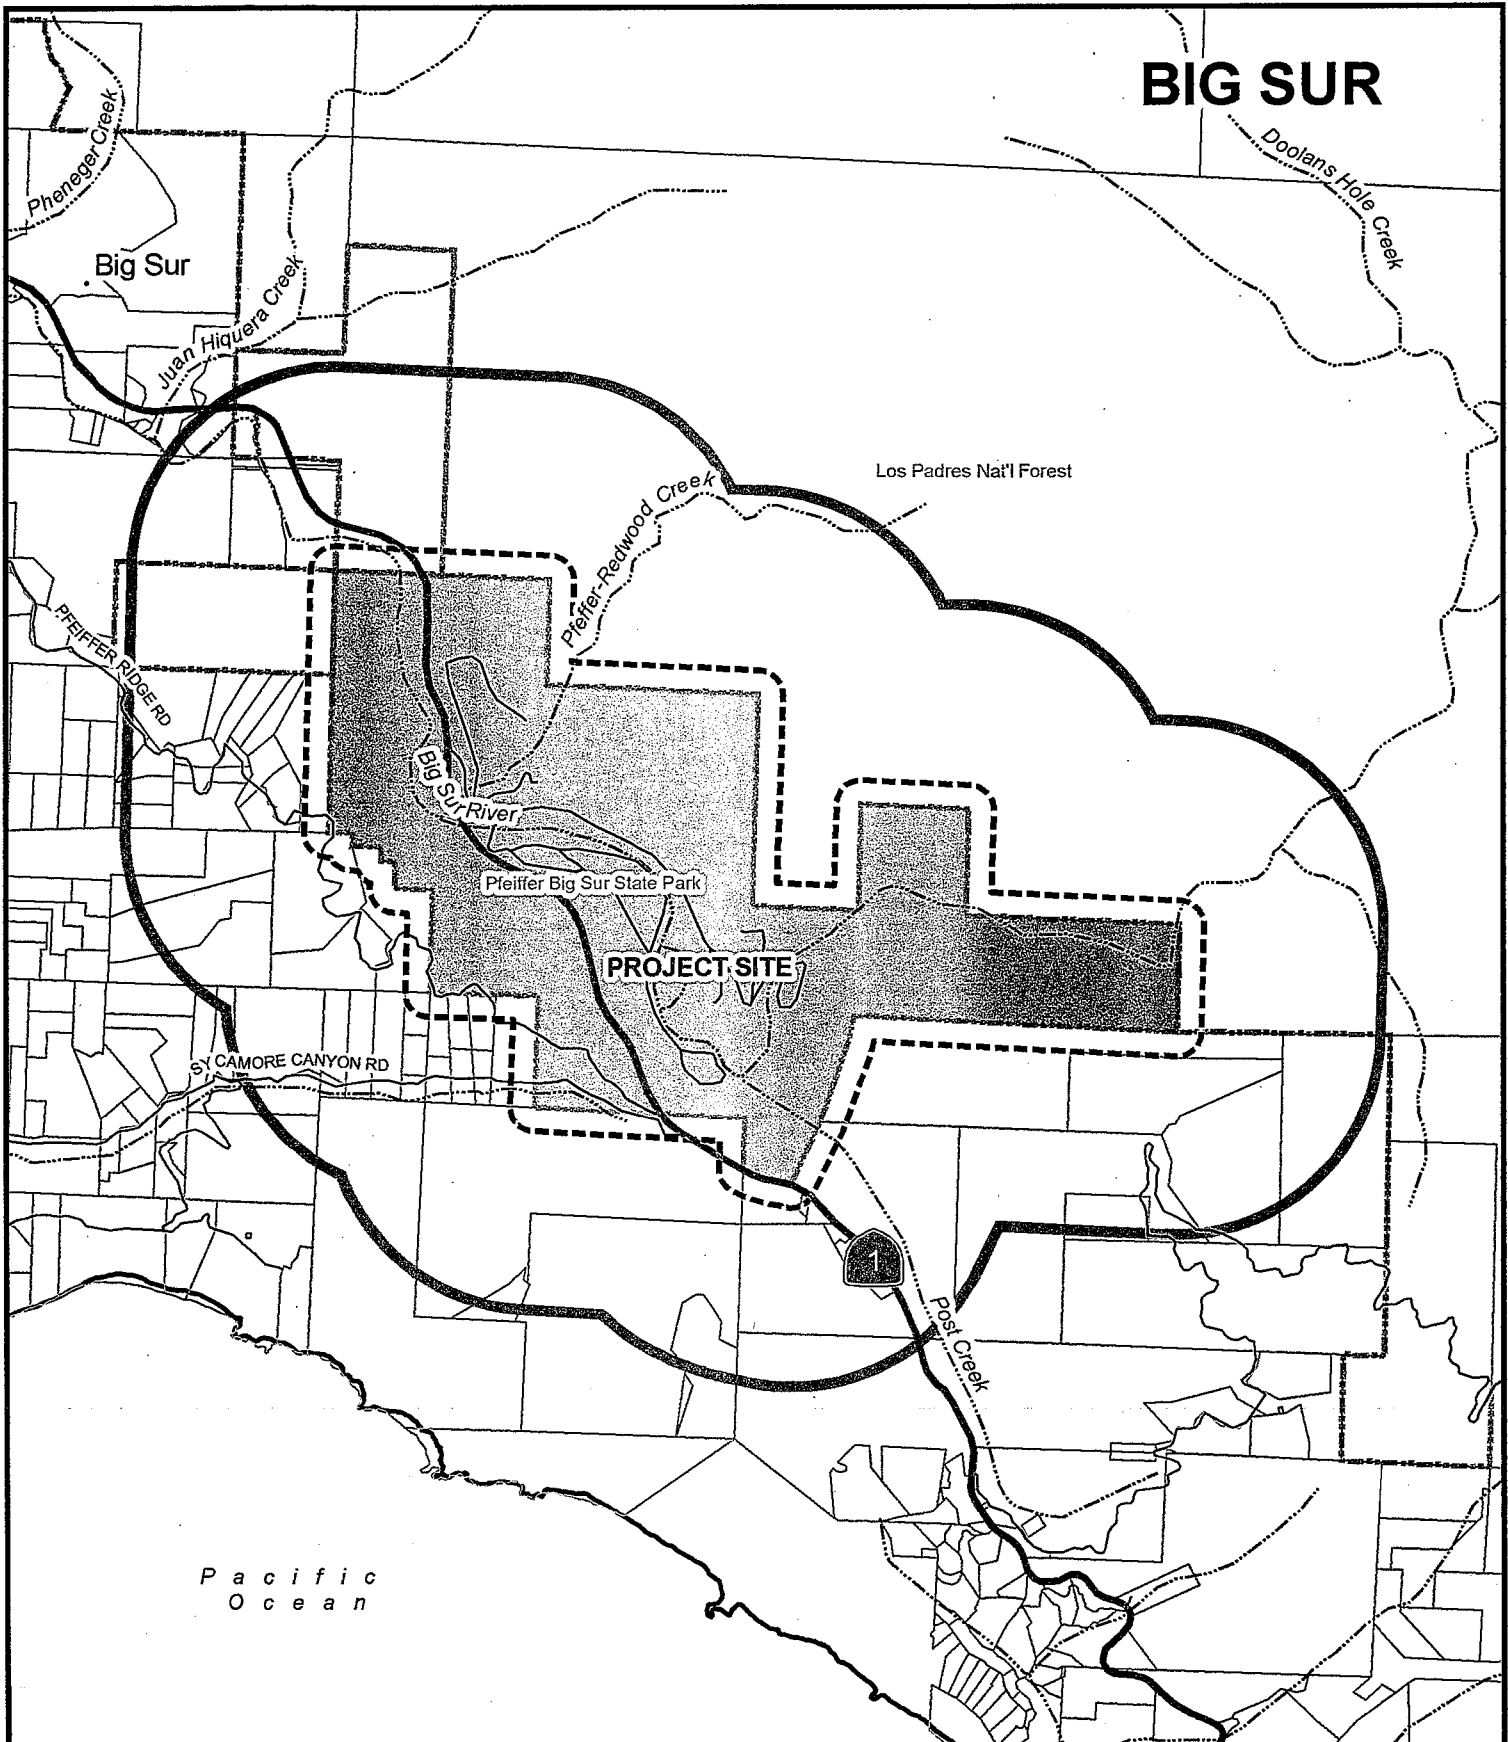 BIG SUR
Pheneger Creek
Doolans Hole Creek
Big Sur
Juan Hiquera Creek
Los Padres Nat'l Forest
Pfeffer-Redwood Creek
PFEIFFER RIDGE RD
Big Sur River
Pfeiffer Big Sur State Park
PROJECT SITE
SYCAMORE CANYON RD
1
Post Creek
Pacific
Ocean